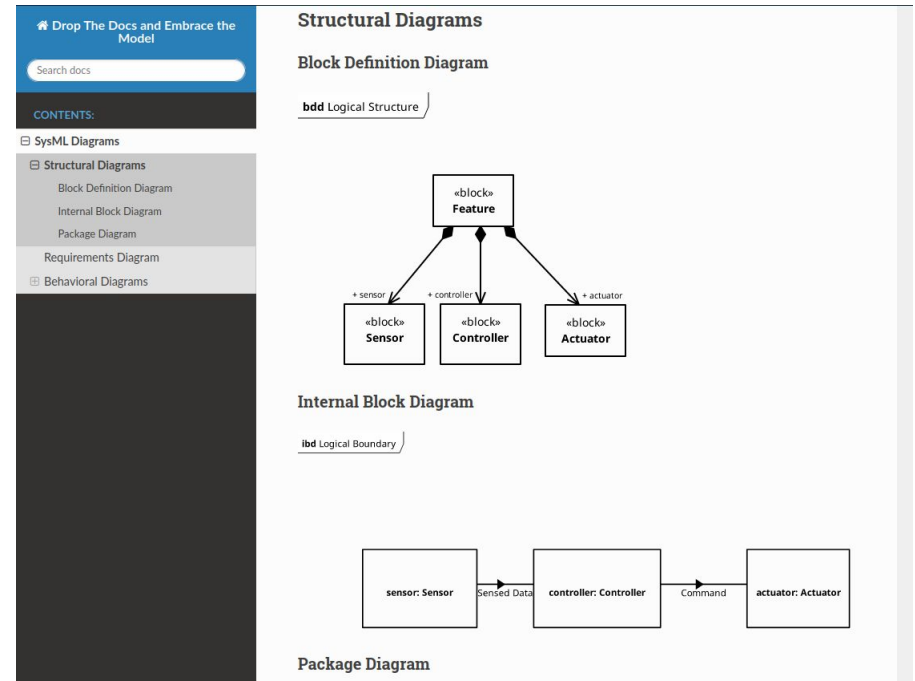 Drop The Docs and Embrace the
Model
Search docs
CONTENTS:
SysML Diagrams
Structural Diagrams
Block Definition Diagram
Internal Block Diagram
Package Diagram
Requirements Diagram
Behavioral Diagrams
Structural Diagrams
Block Definition Diagram
bdd Logical Structure
«block»
Feature
+ sensor
+ controller
+ actuator
«block»
Sensor
«block»
Controller
«block»
Actuator
Internal Block Diagram
ibd Logical Boundary
sensor: Sensor
Sensed Data
controller: Controller
Command
actuator: Actuator
Package Diagram